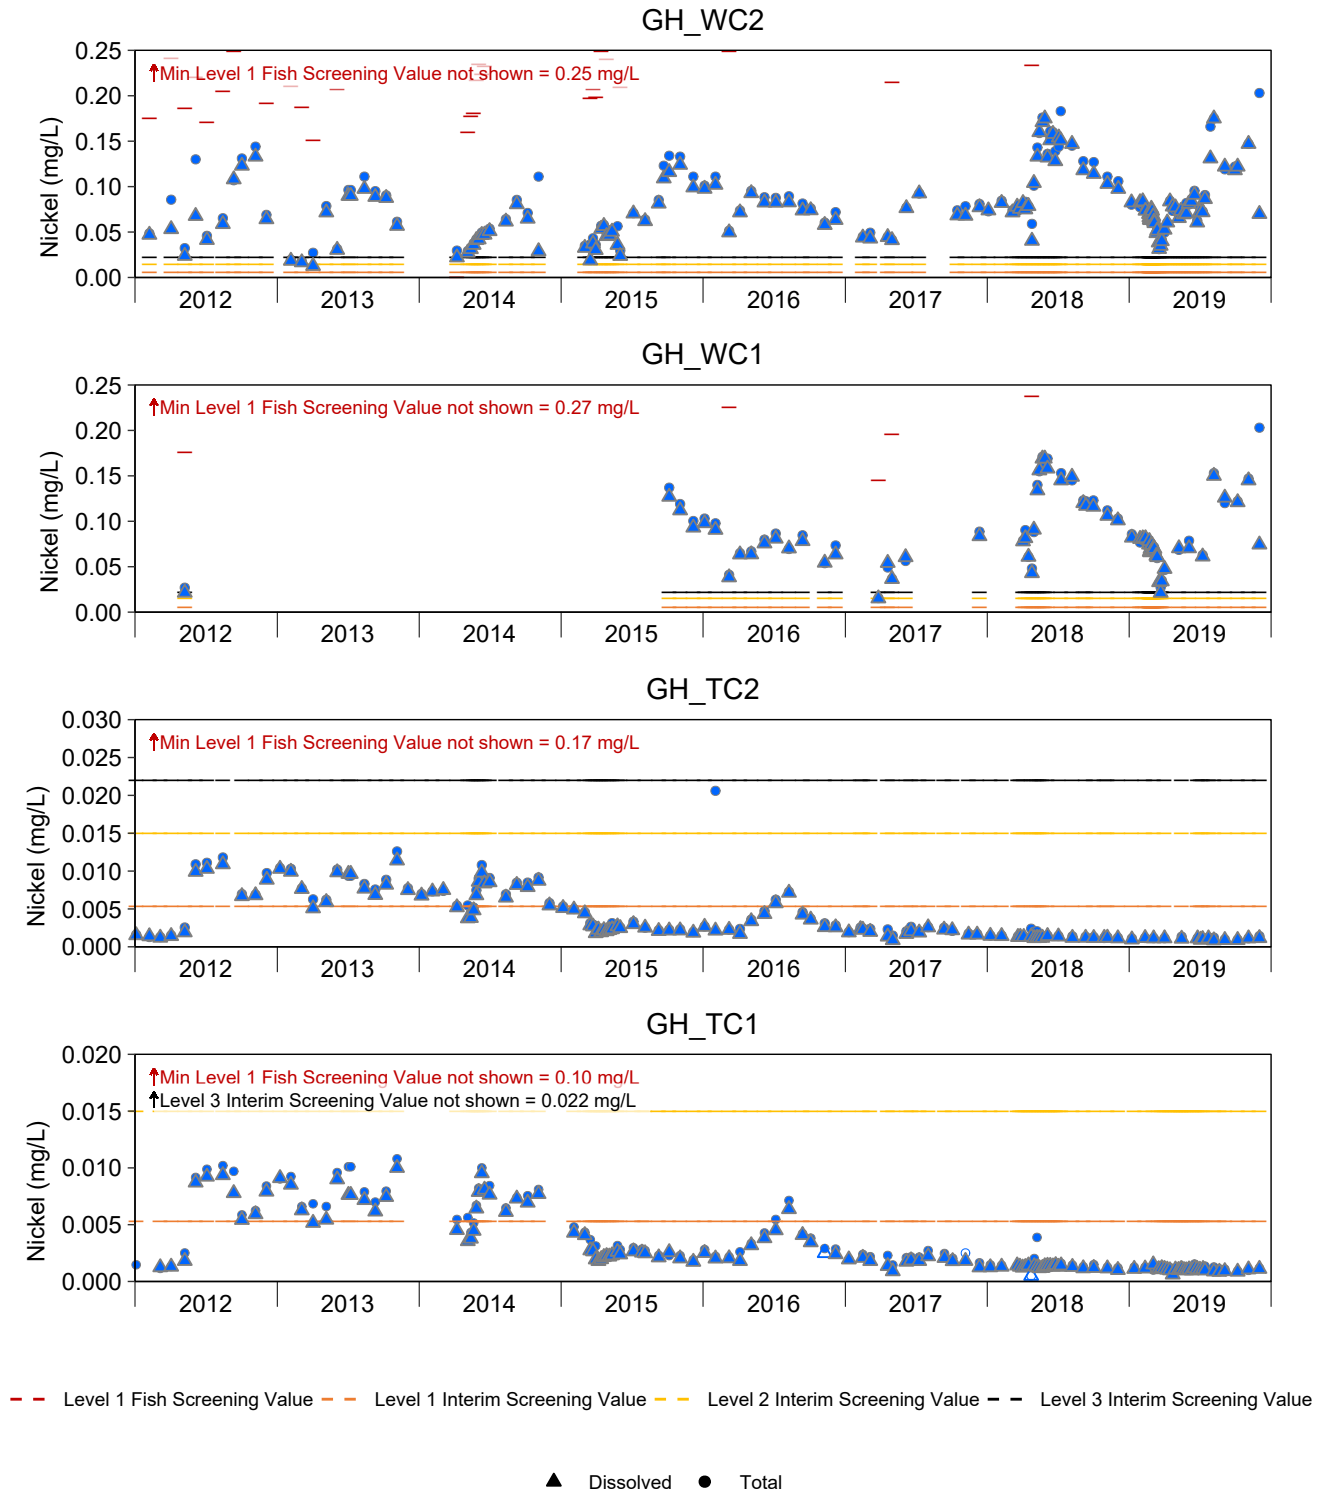 GH_WC2
Nickel (mg/L)
0.25
0.20
0.15
0.10
0.05
0.00
Min Level 1 Fish Screening Value not shown = 0.25 mg/L
2012 2013 2014 2015 2016 2017 2018 2019
GH_WC1
Nickel (mg/L)
0.25
0.20
0.15
0.10
0.05
0.00
Min Level 1 Fish Screening Value not shown = 0.27 mg/L
2012 2013 2014 2015 2016 2017 2018 2019
GH_TC2
Nickel (mg/L)
0.030
0.025
0.020
0.015
0.010
0.005
0.000
Min Level 1 Fish Screening Value not shown = 0.17 mg/L
2012 2013 2014 2015 2016 2017 2018 2019
GH_TC1
Nickel (mg/L)
0.020
0.015
0.010
0.005
0.000
Min Level 1 Fish Screening Value not shown = 0.10 mg/L
Level 3 Interim Screening Value not shown = 0.022 mg/L
2012 2013 2014 2015 2016 2017 2018 2019
Level 1 Fish Screening Value Level 1 Interim Screening Value Level 2 Interim Screening Value Level 3 Interim Screening Value
Dissolved Total